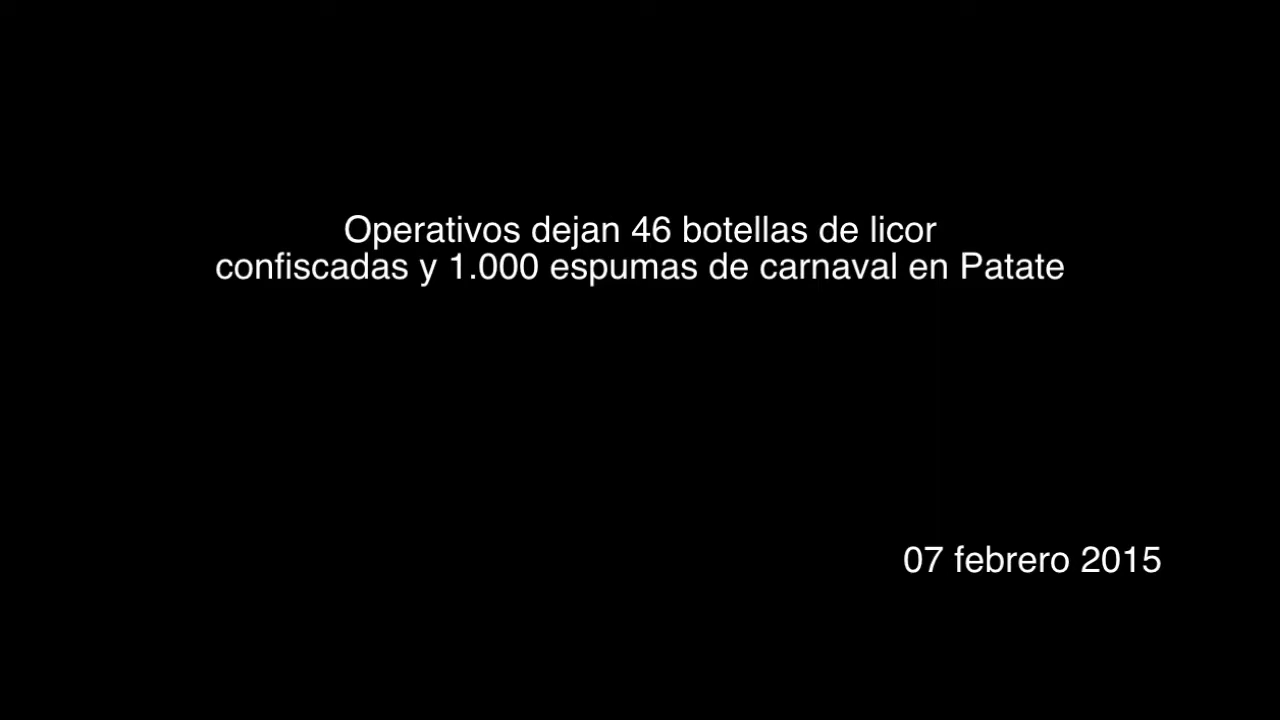 Operativos dejan 46 botellas de licor
confiscadas y 1.000 espumas de carnaval en Patate
07 febrero 2015